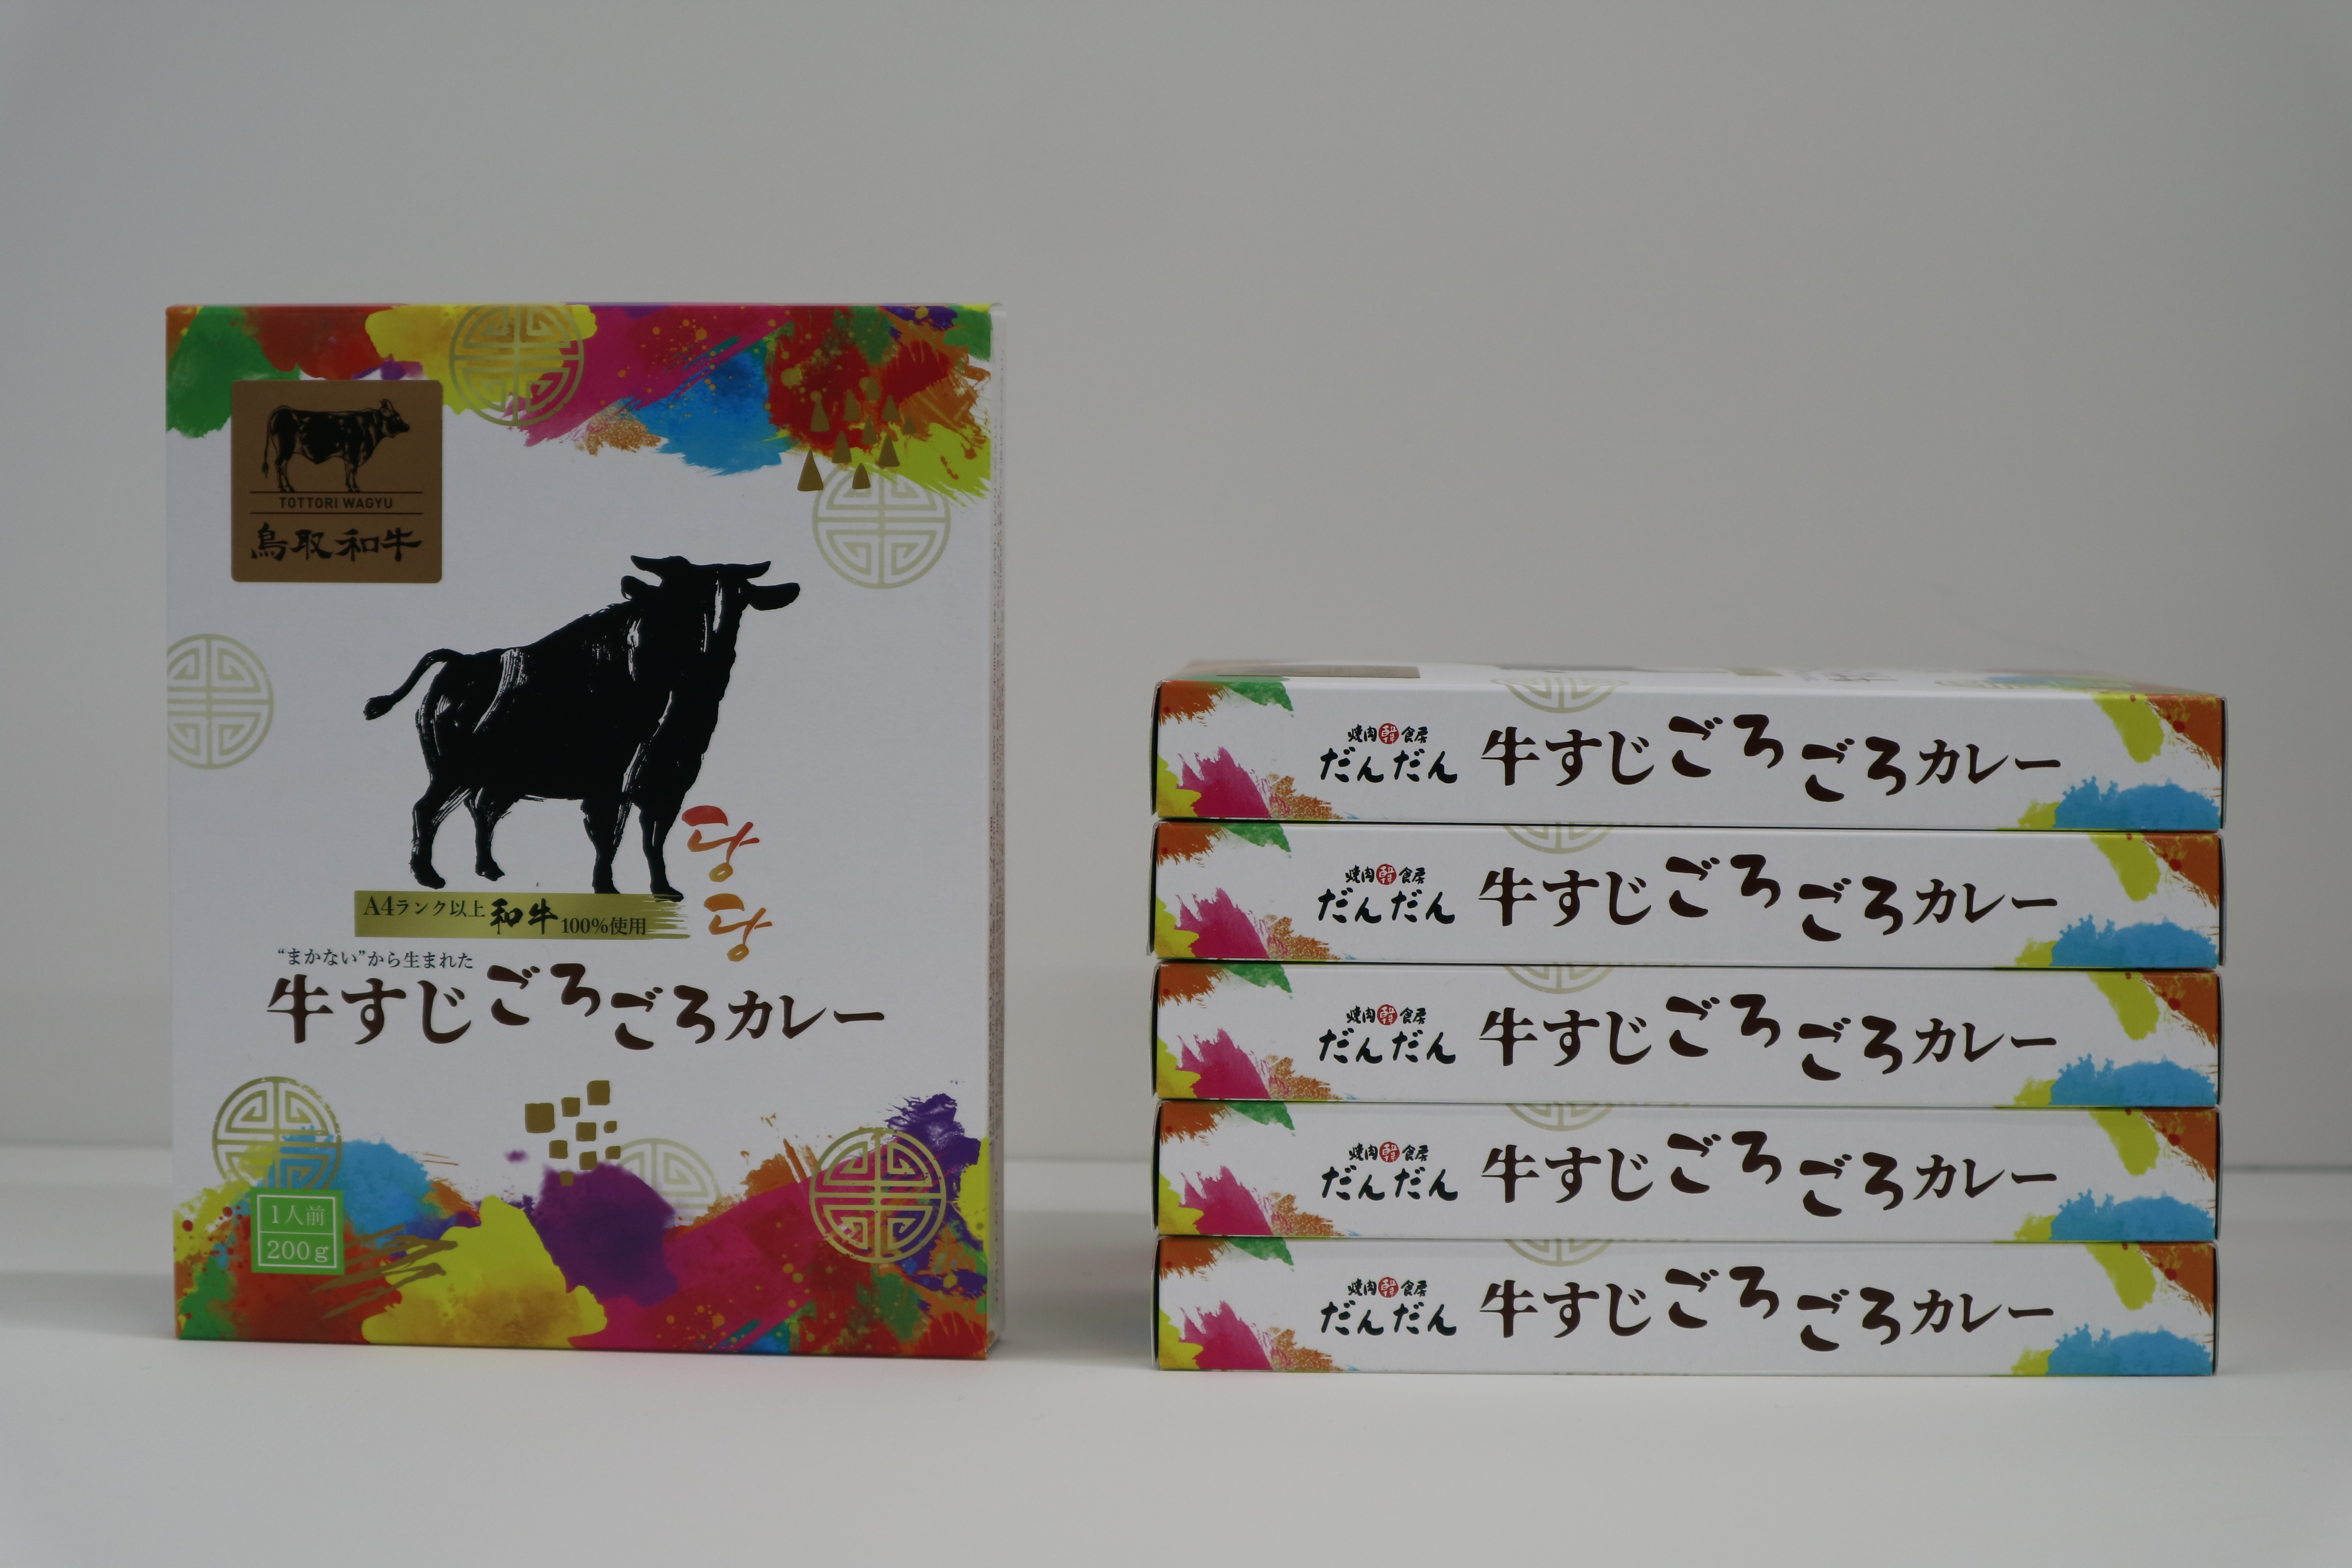 TOTTORI WAGYU
鳥取和牛
당
당
A4ランク以上和牛100%使用
“まかない”から生まれた
牛すじごろごろカレー
1人前
200g
焼肉 食房
だんだん 牛すじごろごろカレー
焼肉 食房
だんだん 牛すじごろごろカレー
焼肉 食房
だんだん 牛すじごろごろカレー
焼肉 食房
だんだん 牛すじごろごろカレー
焼肉 食房
だんだん 牛すじごろごろカレー